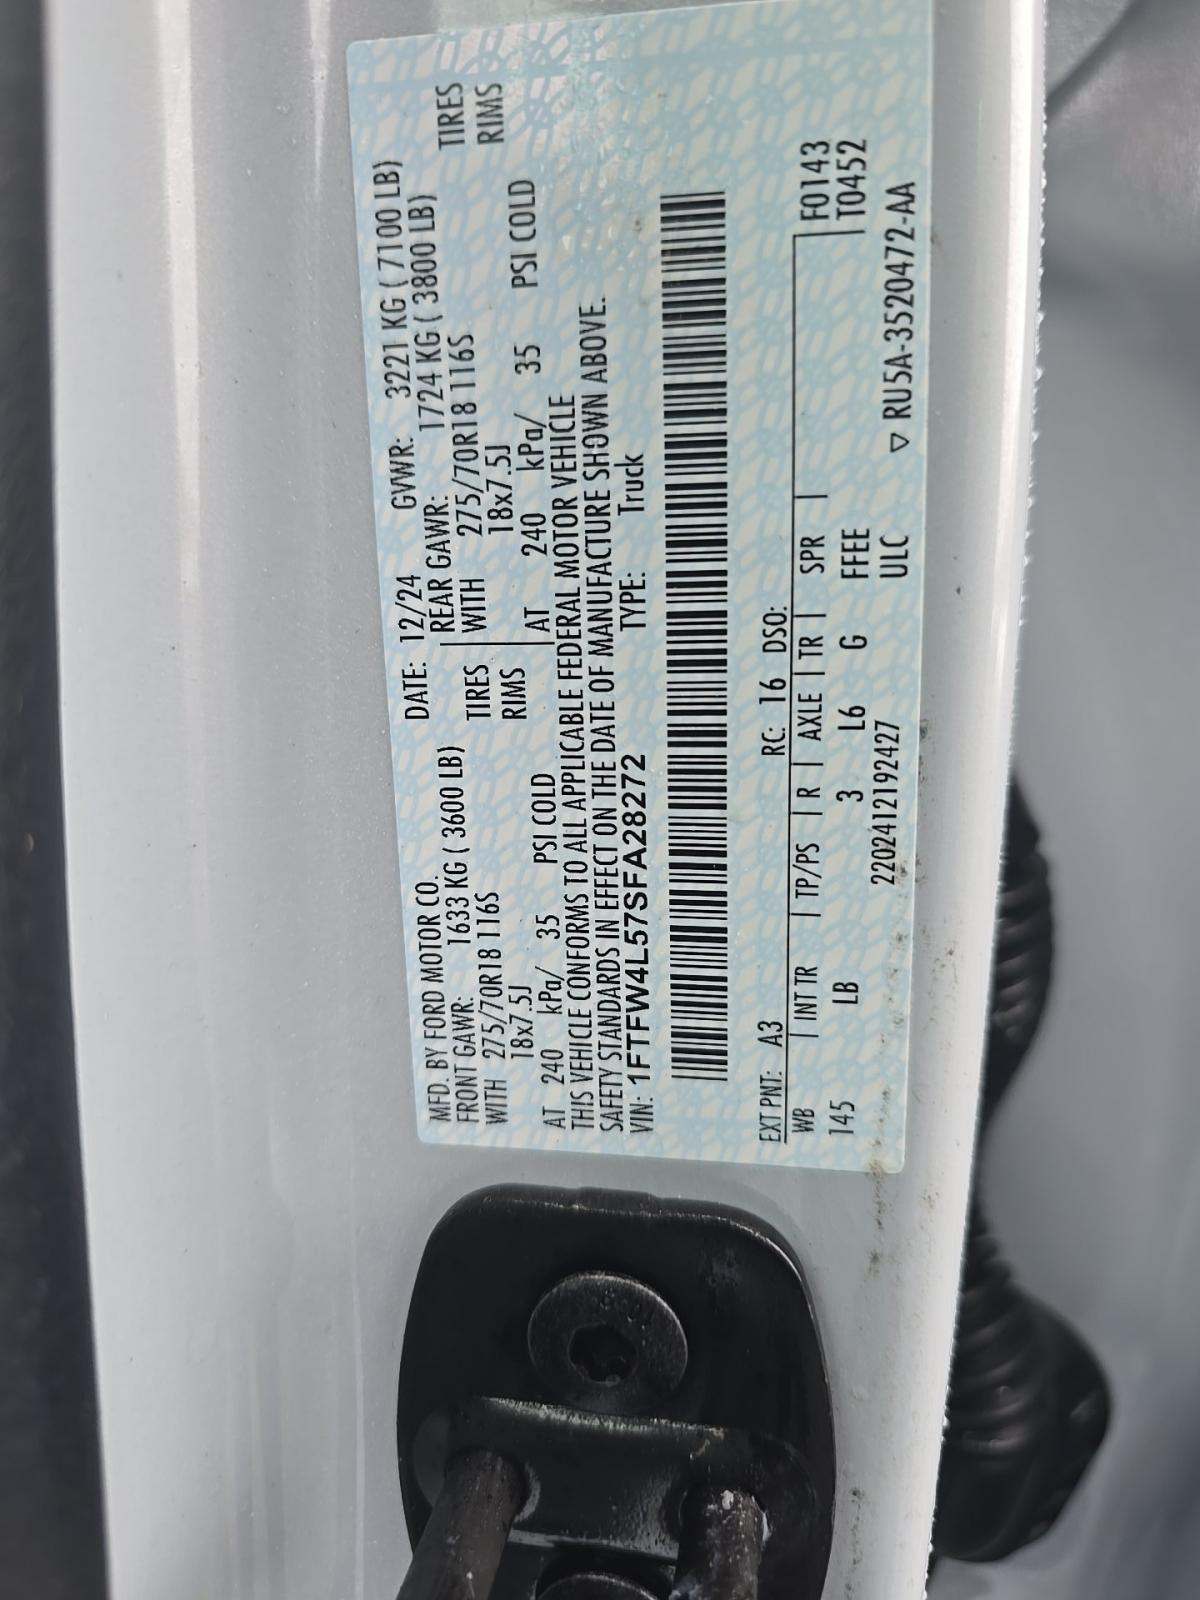 MFD. BY FORD MOTOR CO. DATE: 12/24 GVWR: 3221 KG ( 7100 LB)
FRONT GAWR: 1633 KG ( 3600 LB) REAR GAWR: 1724 KG ( 3800 LB)
WITH 275/70R18 116S TIRES WITH 275/70R18 116S TIRES
18x7.5J RIMS 18x7.5J RIMS
AT 240 kPa/ 35 PSI COLD AT 240 kPa/ 35 PSI COLD
THIS VEHICLE CONFORMS TO ALL APPLICABLE FEDERAL MOTOR VEHICLE
SAFETY STANDARDS IN EFFECT ON THE DATE OF MANUFACTURE SHOWN ABOVE.
VIN: 1FTFW4L57SFA28272 TYPE: Truck
EXT PNT: A3 RC: 16 DSO:
WB | INT TR | TP/PS | R | AXLE | TR | SPR | F0143
145 LB 3 L6 G FFEE T0452
2202412192427 ULC
▽ RU5A-3520472-AA